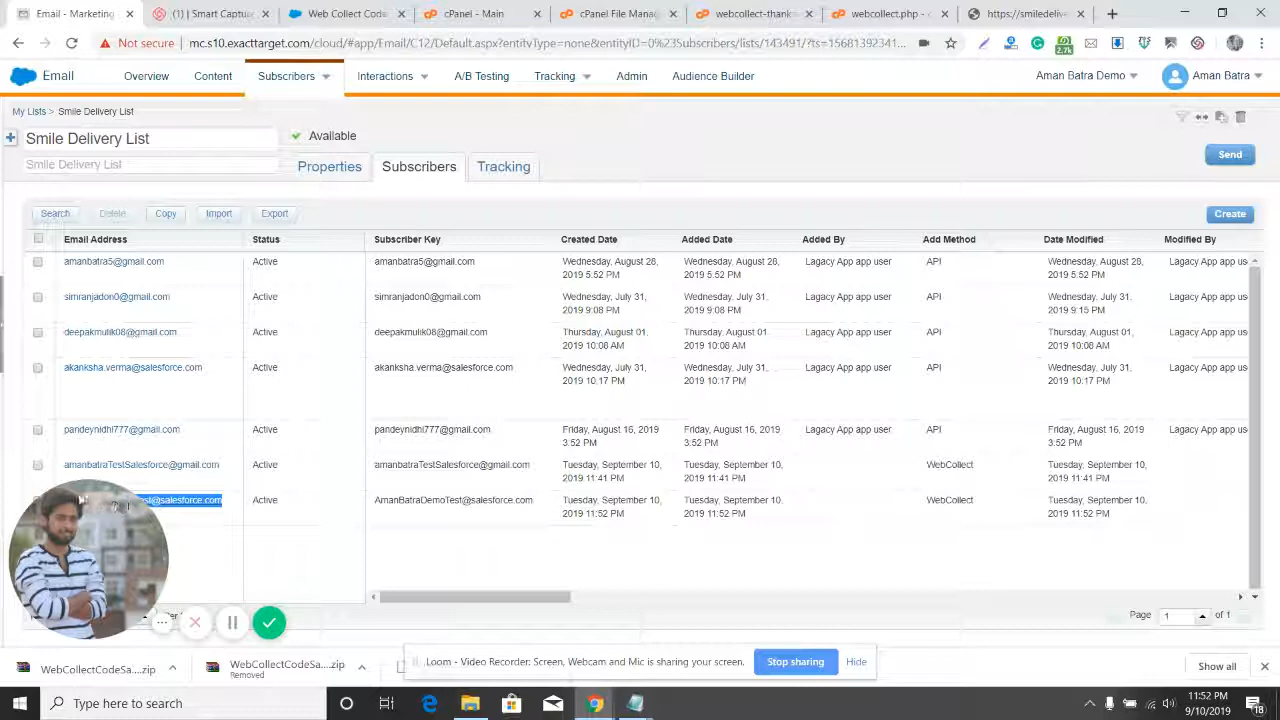 Email - Marketing
(1) | Smart Captur
Web Collect Code
cPanel - Main
cPanel File Mana
webcollect-thank
webcollect.php - c
https://smiledelive
Not secure
mc.s10.exacttarget.com/cloud/#app/Email/C12/Default.aspx?entityType=none&entityID=0%23Subscribers/lists/143491/?ts=15681392341...
2.7k
Email
Overview
Content
Subscribers
Interactions
A/B Testing
Tracking
Admin
Audience Builder
Aman Batra Demo
Aman Batra
My Lists > Smile Delivery List
Smile Delivery List
Available
Smile Delivery List
Properties
Subscribers
Tracking
Send
Search
Delete
Copy
Import
Export
Create
Email Address Status Subscriber Key Created Date Added Date Added By Add Method Date Modified Modified By
amanbatra5@gmail.com Active amanbatra5@gmail.com Wednesday, August 28, Wednesday, August 28, Lagacy App app user API Wednesday, August 28, Lagacy App app us
2019 5:52 PM 2019 5:52 PM 2019 5:52 PM
simranjadon0@gmail.com Active simranjadon0@gmail.com Wednesday, July 31, Wednesday, July 31, Lagacy App app user API Wednesday, July 31, Lagacy App app us
2019 9:08 PM 2019 9:08 PM 2019 9:15 PM
deepakmulik08@gmail.com Active deepakmulik08@gmail.com Thursday, August 01, Thursday, August 01, Lagacy App app user API Thursday, August 01, Lagacy App app us
2019 10:08 AM 2019 10:08 AM 2019 10:08 AM
akanksha.verma@salesforce.com Active akanksha.verma@salesforce.com Wednesday, July 31, Wednesday, July 31, Lagacy App app user API Wednesday, July 31, Lagacy App app us
2019 10:17 PM 2019 10:17 PM 2019 10:17 PM
pandeynidhi777@gmail.com Active pandeynidhi777@gmail.com Friday, August 16, 2019 Friday, August 16, 2019 Lagacy App app user API Friday, August 16, 2019 Lagacy App app us
3:52 PM 3:52 PM 3:52 PM
amanbatraTestSalesforce@gmail.com Active amanbatraTestSalesforce@gmail.com Tuesday, September 10, Tuesday, September 10, WebCollect Tuesday, September 10,
2019 11:41 PM 2019 11:41 PM 2019 11:41 PM
est@salesforce.com Active AmanBatraDemoTest@salesforce.com Tuesday, September 10, Tuesday, September 10, WebCollect Tuesday, September 10,
2019 11:52 PM 2019 11:52 PM 2019 11:52 PM
Page 1 of 1
WebCollectCodeSa....zip
WebCollectCodeSa....zip
Removed
Loom - Video Recorder: Screen, Webcam and Mic is sharing your screen.
Stop sharing
Hide
Show all
Type here to search
11:52 PM
9/10/2019
18